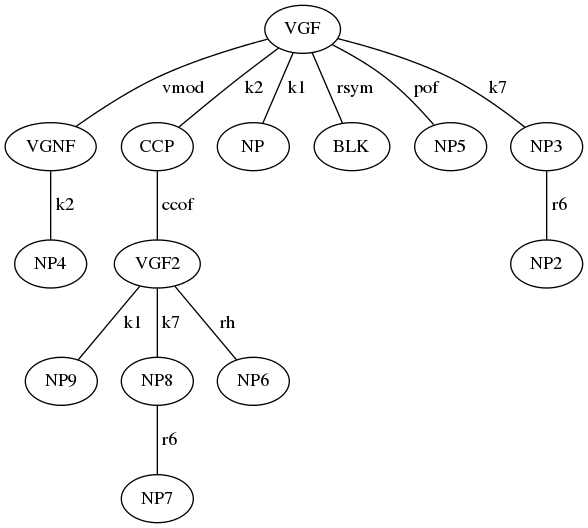 VGF
vmod k2 k1 rsym pof k7
VGNF CCP NP BLK NP5 NP3
k2 ccof r6
NP4 VGF2 NP2
k1 k7 rh
NP9 NP8 NP6
r6
NP7